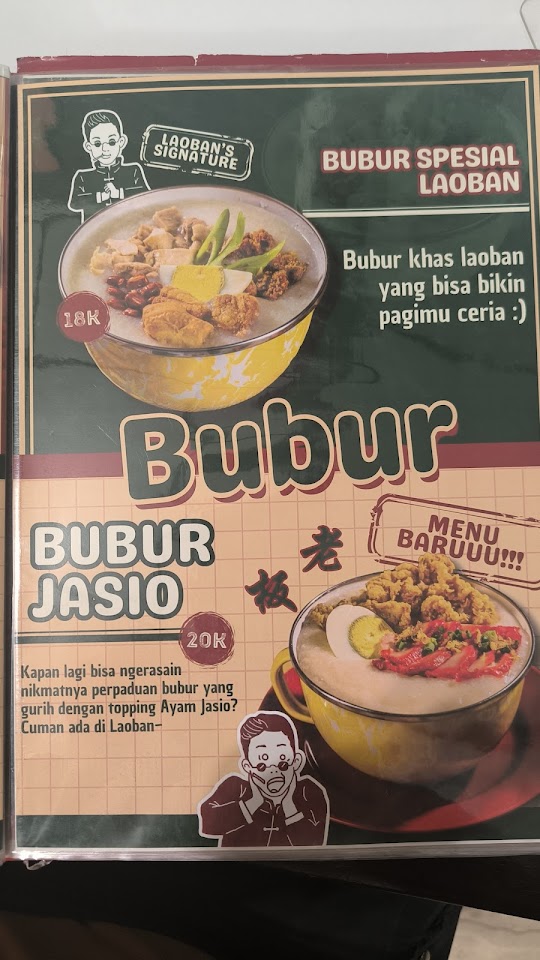 LAOBAN'S
SIGNATURE
BUBUR SPESIAL
LAOBAN
Bubur khas laoban
yang bisa bikin
pagimu ceria :)
18K
Bubur
BUBUR
JASIO
20K
老
板
MENU
BARUUU!!!
Kapan lagi bisa ngerasain
nikmatnya perpaduan bubur yang
gurih dengan topping Ayam Jasio?
Cuman ada di Laoban~